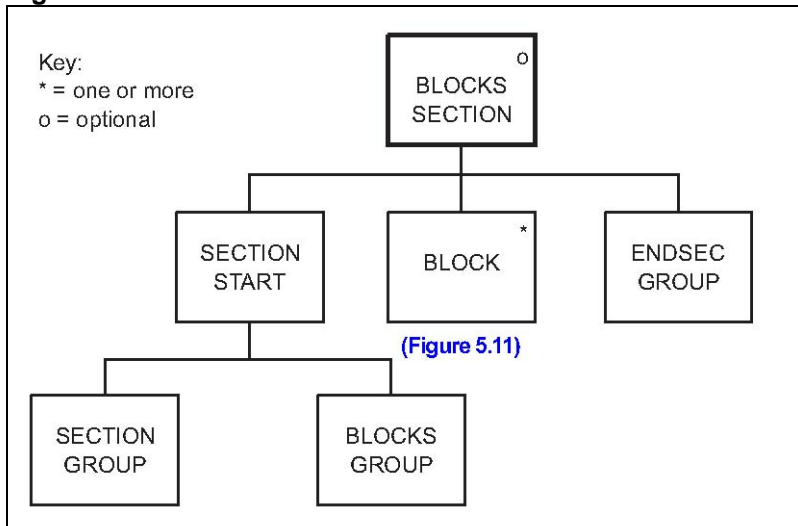 Key:
* = one or more
o = optional
o
BLOCKS
SECTION
SECTION
START
*
BLOCK
ENDSEC
GROUP
(Figure 5.11)
SECTION
GROUP
BLOCKS
GROUP